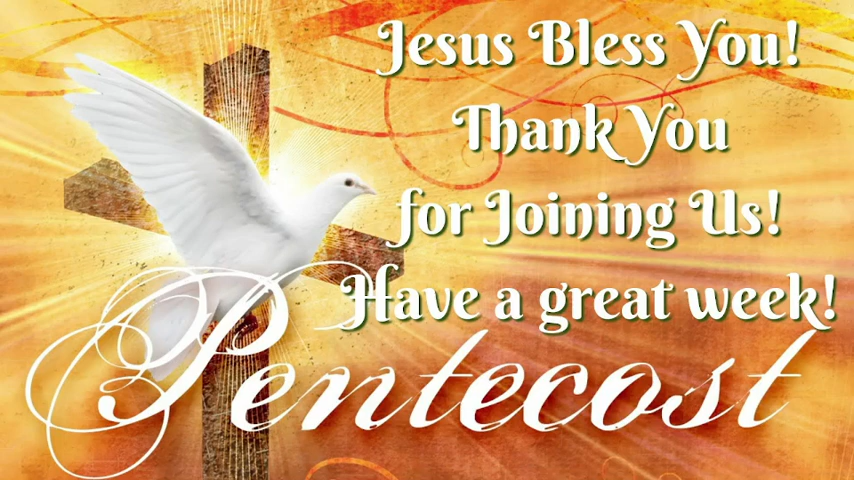 Jesus Bless You!
Thank You
for Joining Us!
Have a great week!
Pentecost